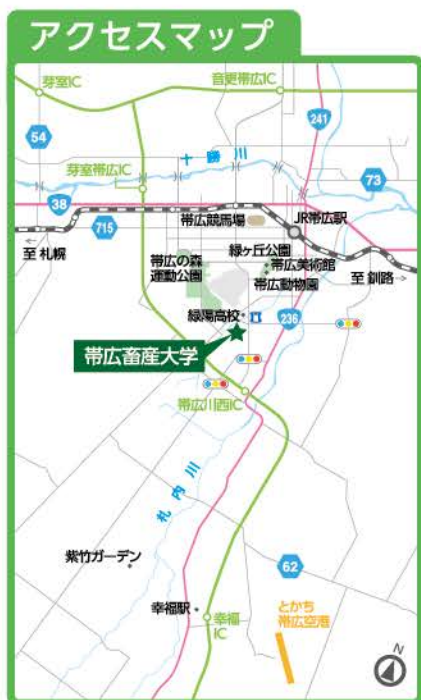 アクセスマップ
芽室IC
音更帯広IC
241
54
十勝川
芽室帯広IC
73
38
帯広競馬場
JR帯広駅
715
至 札幌
緑ヶ丘公園
帯広の森
運動公園
帯広美術館
帯広動物園
至 釧路
緑陽高校
236
帯広畜産大学
帯広川西IC
札内川
紫竹ガーデン
62
幸福駅
幸福
IC
とかち
帯広空港
N